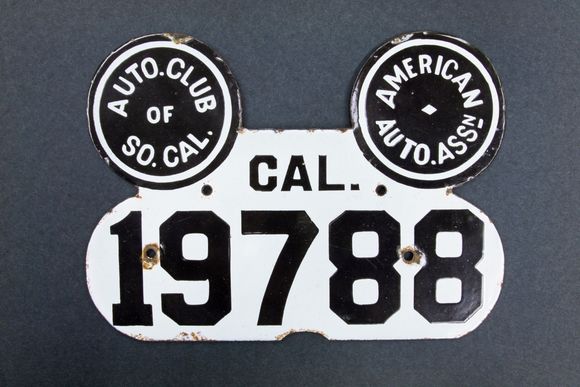 AUTO.CLUB
OF
SO.CAL.
AMERICAN
AUTO.ASSN
CAL.
19788